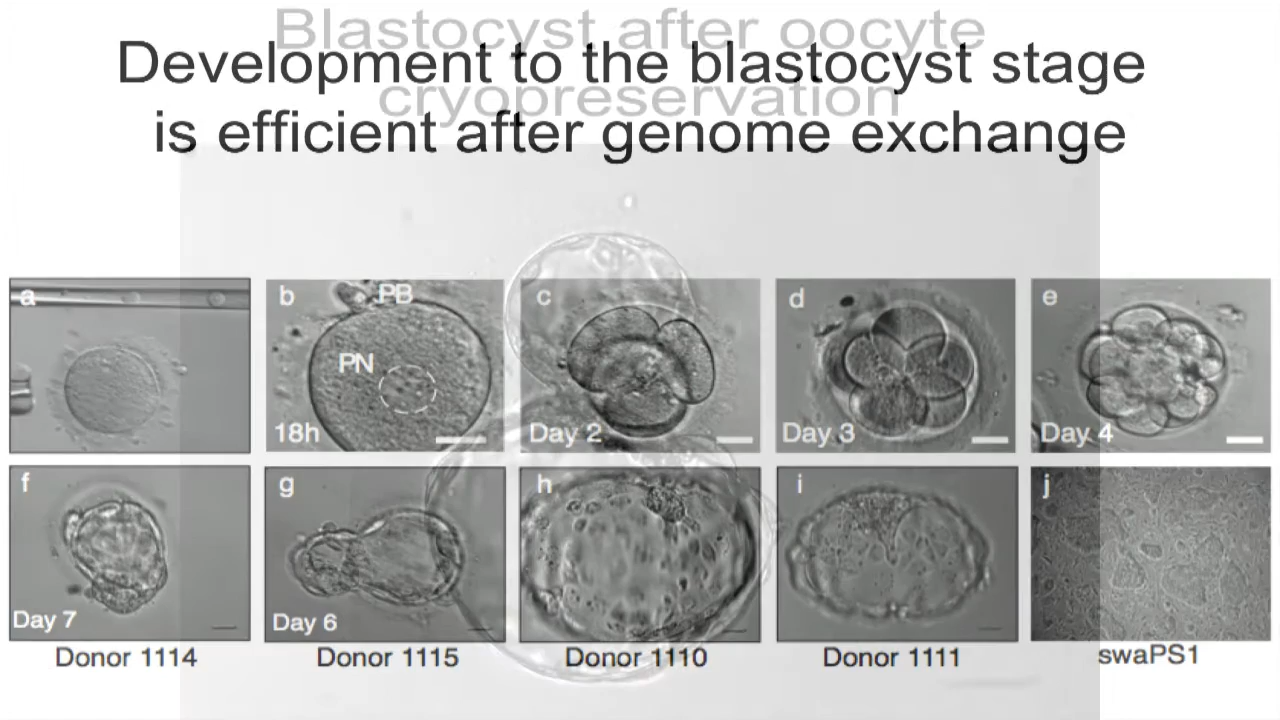 Blastocyst after oocyte
cryopreservation
Development to the blastocyst stage
is efficient after genome exchange
a
b
PB
PN
18h
c
Day 2
d
Day 3
e
Day 4
f
Day 7
g
Day 6
h
i
j
Donor 1114
Donor 1115
Donor 1110
Donor 1111
swaPS1